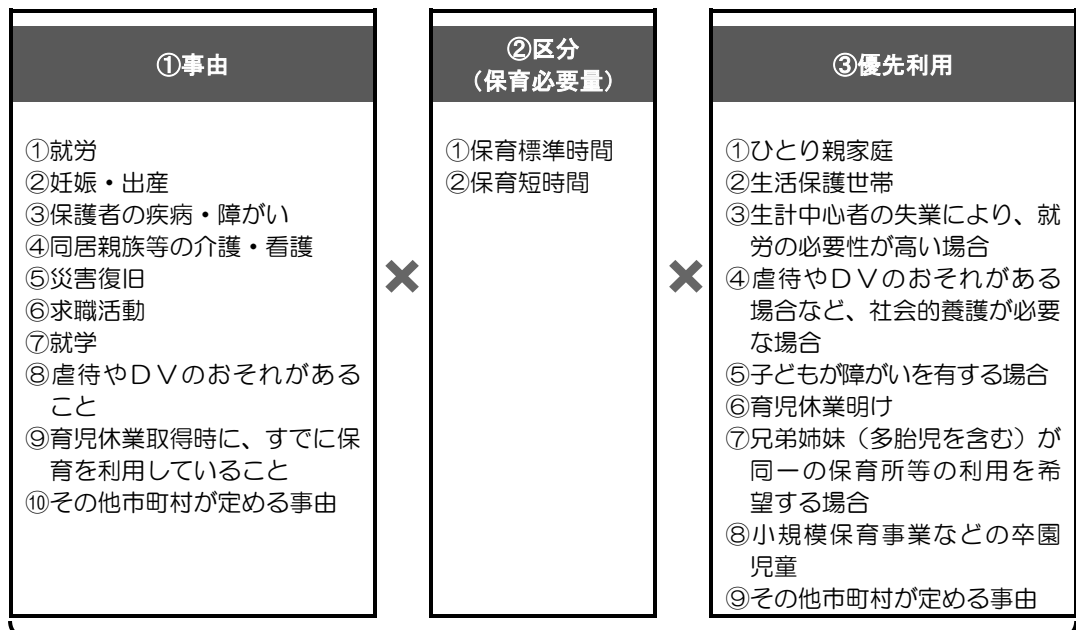 ①事由
①就労
②妊娠・出産
③保護者の疾病・障がい
④同居親族等の介護・看護
⑤災害復旧
⑥求職活動
⑦就学
⑧虐待やＤＶのおそれがある
こと
⑨育児休業取得時に、すでに保
育を利用していること
⑩その他市町村が定める事由
×
②区分
（保育必要量）
①保育標準時間
②保育短時間
×
③優先利用
①ひとり親家庭
②生活保護世帯
③生計中心者の失業により、就
労の必要性が高い場合
④虐待やＤＶのおそれがある
場合など、社会的養護が必要
な場合
⑤子どもが障がいを有する場合
⑥育児休業明け
⑦兄弟姉妹（多胎児を含む）が
同一の保育所等の利用を希
望する場合
⑧小規模保育事業などの卒園
児童
⑨その他市町村が定める事由